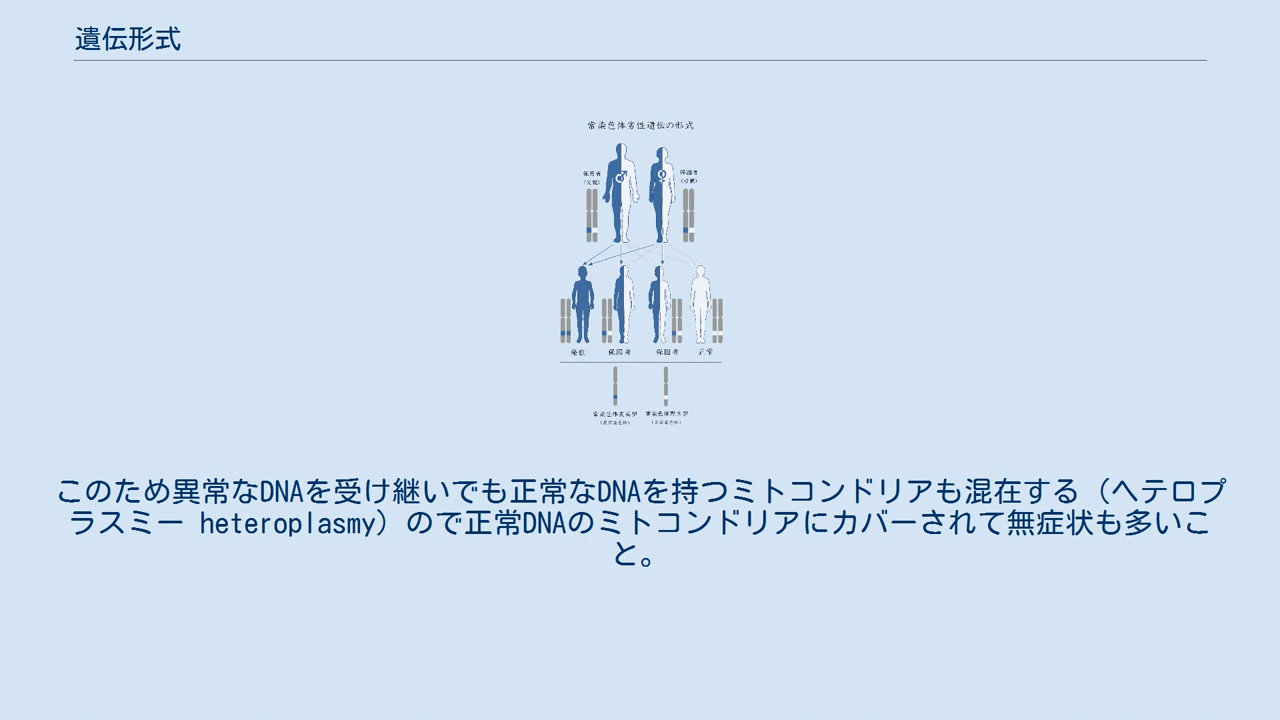 遺伝形式
常染色体劣性遺伝の形式
保因者
(父親)
保因者
(母親)
発症
保因者
保因者
正常
このため異常なDNAを受け継いでも正常なDNAを持つミトコンドリアも混在する（ヘテロプ
ラスミー heteroplasmy）ので正常DNAのミトコンドリアにカバーされて無症状も多いこ
と。